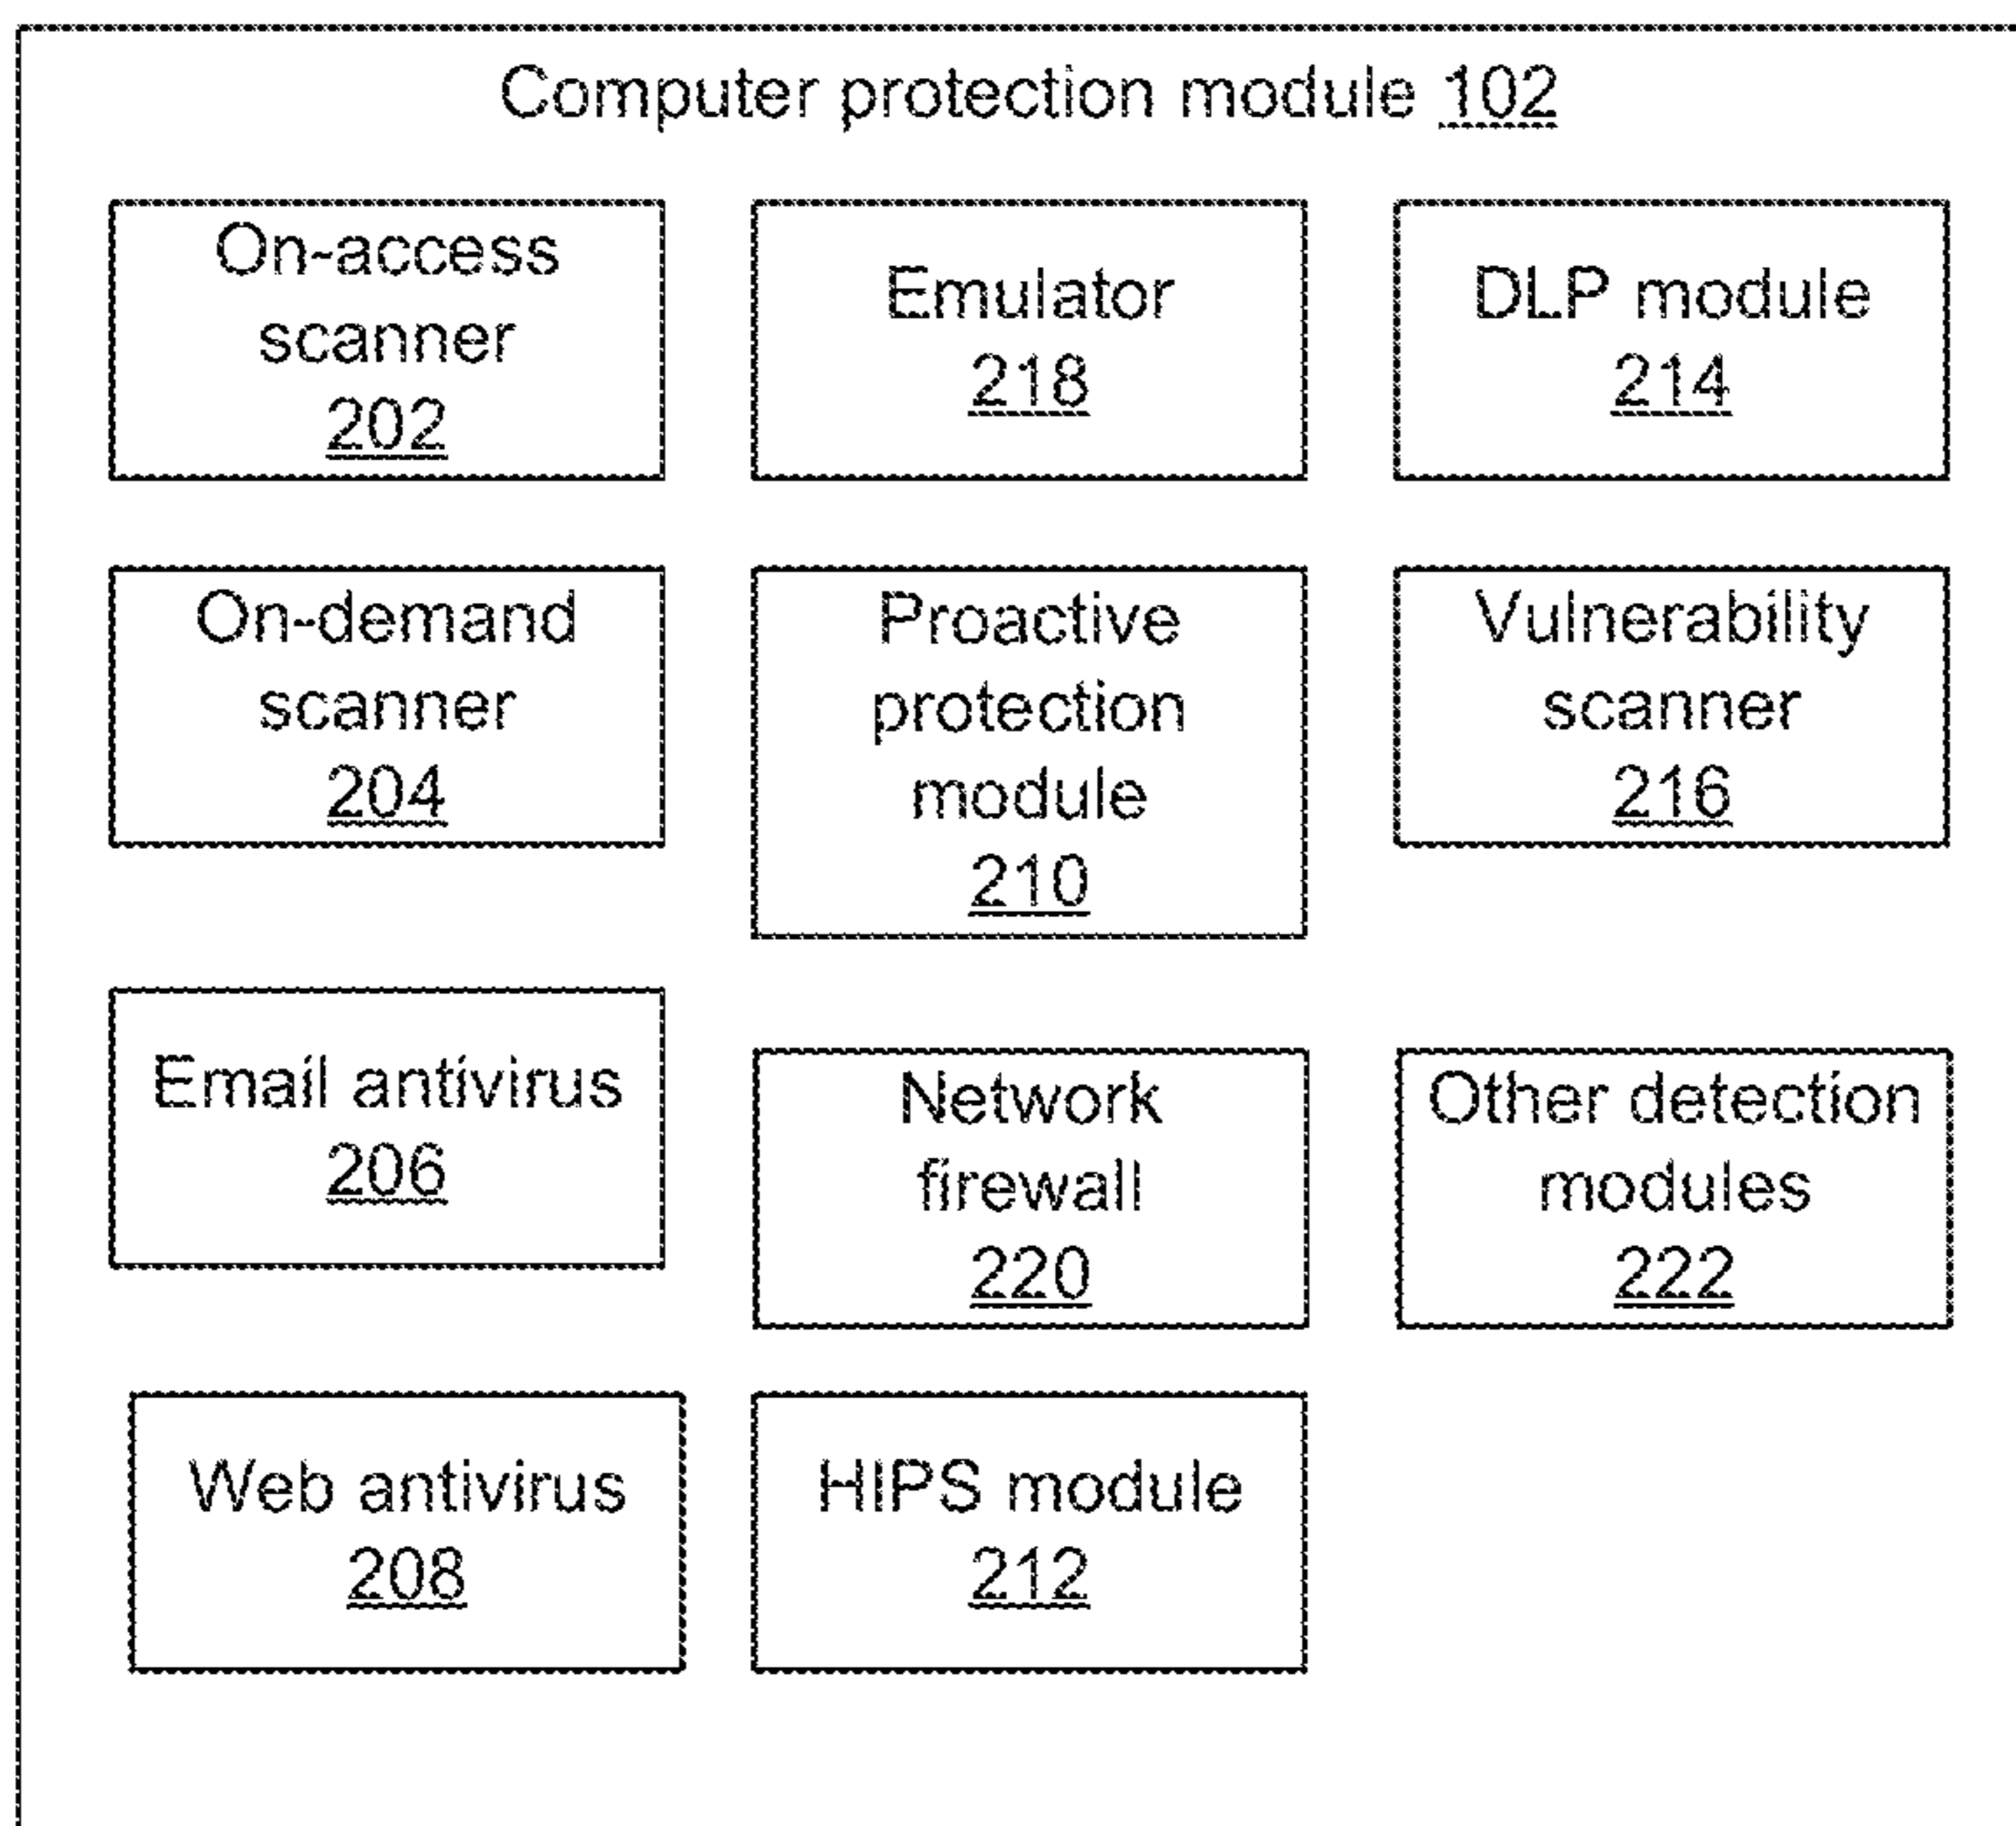 Computer protection module 102
On-access
scanner
202
Emulator
218
DLP module
214
On-demand
scanner
204
Proactive
protection
module
210
Vulnerability
scanner
216
Email antivirus
206
Network
firewall
220
Other detection
modules
222
Web antivirus
208
HIPS module
212